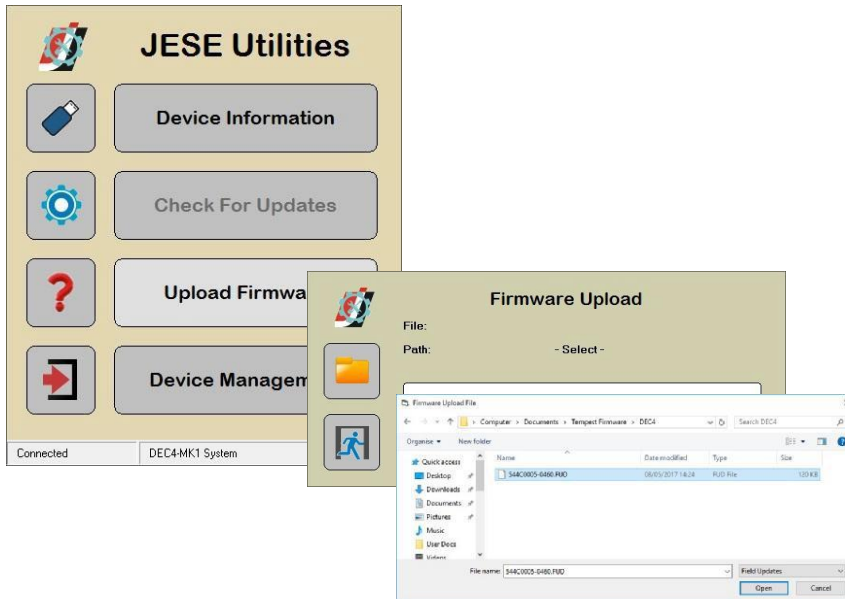 JESE Utilities
Device Information
Check For Updates
Upload Firmwa
Device Managem
Connected
DEC4-MK1 System
Firmware Upload
File:
Path:
- Select -
Firmware Upload File
Computer > Documents > Tempest Firmware > DEC4
Search DEC4
Organise
New folder
Name
Date modified
Type
Size
Quick access
Desktop
Downloads
Documents
Pictures
Music
User Docs
Videos
544C0005-0460.FUD
08/05/2017 14:24
FUD File
120 KB
File name:
544C0005-0460.FUD
Field Updates
Open
Cancel